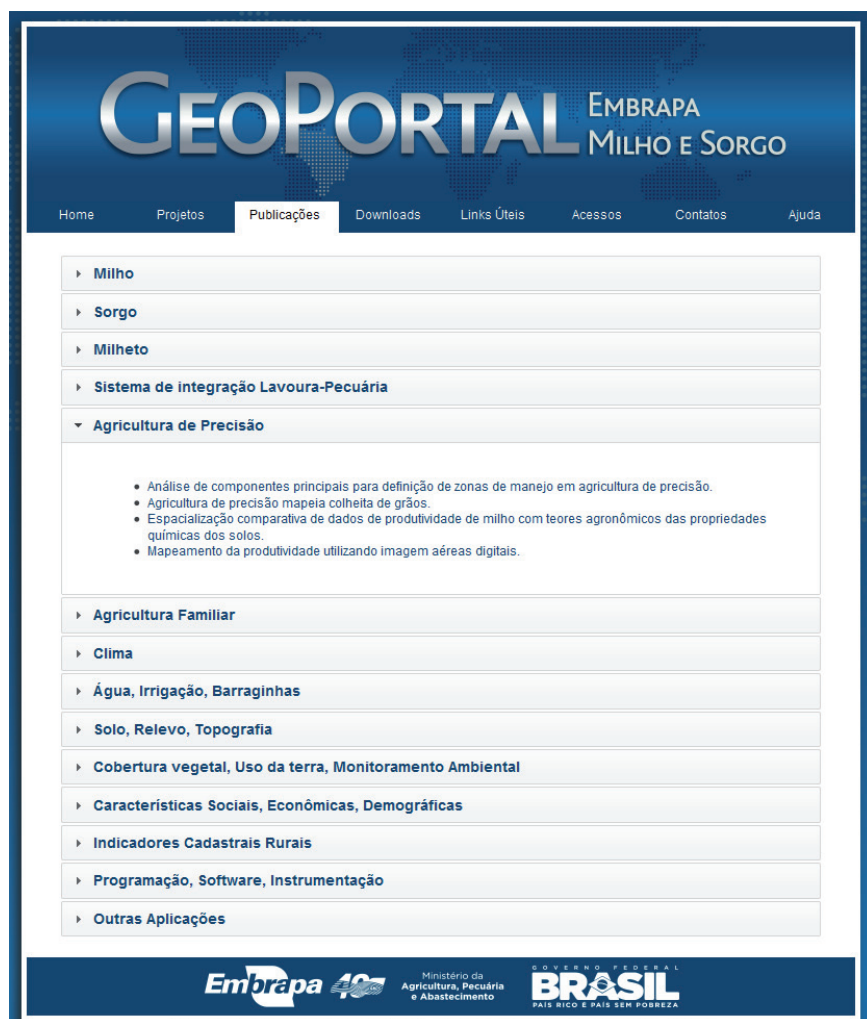 GEOPORTAL EMBRAPA
MILHO E SORGO
Home Projetos Publicações Downloads Links Úteis Acessos Contatos Ajuda
Milho
Sorgo
Milheto
Sistema de integração Lavoura-Pecuária
Agricultura de Precisão
Análise de componentes principais para definição de zonas de manejo em agricultura de precisão.
Agricultura de precisão mapeia colheita de grãos.
Espacialização comparativa de dados de produtividade de milho com teores agronômicos das propriedades
químicas dos solos.
Mapeamento da produtividade utilizando imagem aéreas digitais.
Agricultura Familiar
Clima
Água, Irrigação, Barraginhas
Solo, Relevo, Topografia
Cobertura vegetal, Uso da terra, Monitoramento Ambiental
Características Sociais, Econômicas, Demográficas
Indicadores Cadastrais Rurais
Programação, Software, Instrumentação
Outras Aplicações
Embrapa 40
Ministério da
Agricultura, Pecuária
e Abastecimento
GOVERNO FEDERAL
BRASIL
PAÍS RICO É PAÍS SEM POBREZA